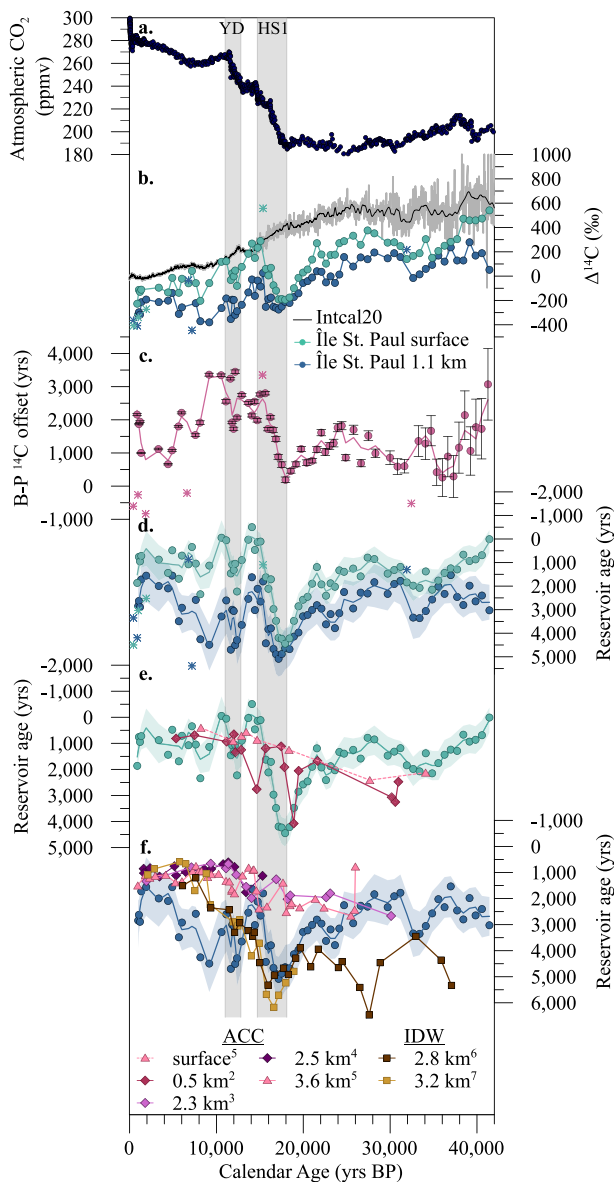 YD HS1
a.
300
280
260
240
220
200
180
Atmospheric CO2
(ppmv)
b.
1000
800
600
400
200
0
-200
-400
Δ¹⁴C (‰)
Intcal20
Île St. Paul surface
Île St. Paul 1.1 km
c.
4,000
3,000
2,000
1,000
0
-1,000
B-P ¹⁴C offset (yrs)
d.
-2,000
-1,000
0
1,000
2,000
3,000
4,000
5,000
Reservoir age (yrs)
e.
-2,000
-1,000
0
1,000
2,000
3,000
4,000
5,000
Reservoir age (yrs)
f.
-1,000
0
1,000
2,000
3,000
4,000
5,000
6,000
Reservoir age (yrs)
ACC IDW
surface⁵ 2.5 km⁴ 2.8 km⁶
0.5 km² 3.6 km⁵ 3.2 km⁷
2.3 km³
0 10,000 20,000 30,000 40,000
Calendar Age (yrs BP)